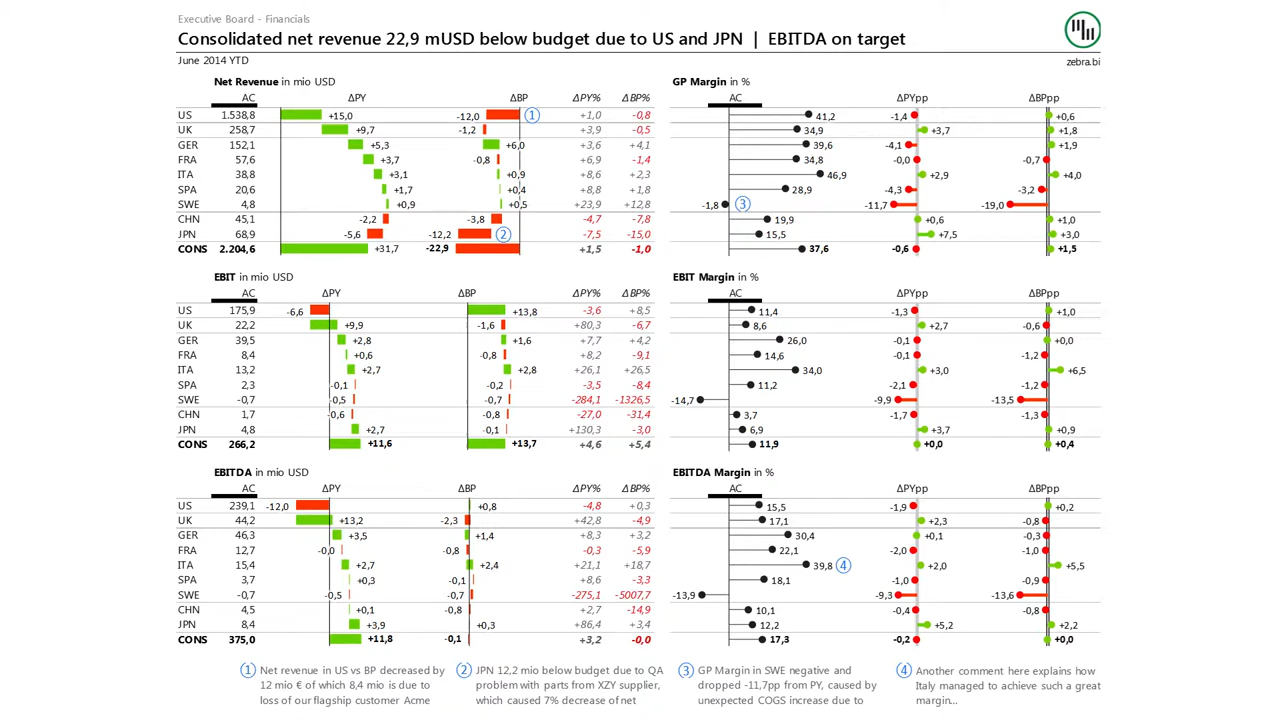 Executive Board - Financials
Consolidated net revenue 22,9 mUSD below budget due to US and JPN | EBITDA on target
June 2014 YTD
zebra.bi
Net Revenue in mio USD
AC ΔPY ΔBP ΔPY% ΔBP%
US 1.538,8 +15,0 -12,0 1 +1,0 -0,8
UK 258,7 +9,7 -1,2 +3,9 -0,5
GER 152,1 +5,3 +6,0 +3,6 +4,1
FRA 57,6 +3,7 -0,8 +6,9 -1,4
ITA 38,8 +3,1 +0,9 +8,6 +2,3
SPA 20,6 +1,7 +0,4 +8,8 +1,8
SWE 4,8 +0,9 +0,5 +23,9 +12,8
CHN 45,1 -2,2 -3,8 -4,7 -7,8
JPN 68,9 -5,6 -12,2 2 -7,5 -15,0
CONS 2.204,6 +31,7 -22,9 +1,5 -1,0
GP Margin in %
AC ΔPYpp ΔBPpp
41,2 -1,4 +0,6
34,9 +3,7 +1,8
39,6 -4,1 +1,9
34,8 -0,0 -0,7
46,9 +2,9 +4,0
28,9 -4,3 -3,2
-1,8 3 -11,7 -19,0
19,9 +0,6 +1,0
15,5 +7,5 +3,0
37,6 -0,6 +1,5
EBIT in mio USD
AC ΔPY ΔBP ΔPY% ΔBP%
US 175,9 -6,6 +13,8 -3,6 +8,5
UK 22,2 +9,9 -1,6 +80,3 -6,7
GER 39,5 +2,8 +1,6 +7,7 +4,2
FRA 8,4 +0,6 -0,8 +8,2 -9,1
ITA 13,2 +2,7 +2,8 +26,1 +26,5
SPA 2,3 -0,1 -0,2 -3,5 -8,4
SWE -0,7 -0,5 -0,7 -284,1 -1326,5
CHN 1,7 -0,6 -0,8 -27,0 -31,4
JPN 4,8 +2,7 -0,1 +130,3 -3,0
CONS 266,2 +11,6 +13,7 +4,6 +5,4
EBIT Margin in %
AC ΔPYpp ΔBPpp
11,4 -1,3 +1,0
8,6 +2,7 -0,6
26,0 -0,1 +0,0
14,6 -0,1 -1,2
34,0 +3,0 +6,5
11,2 -2,1 -1,2
-14,7 -9,9 -13,5
3,7 -1,7 -1,3
6,9 +3,7 +0,9
11,9 +0,0 +0,4
EBITDA in mio USD
AC ΔPY ΔBP ΔPY% ΔBP%
US 239,1 -12,0 +0,8 -4,8 +0,3
UK 44,2 +13,2 -2,3 +42,8 -4,9
GER 46,3 +3,5 +1,4 +8,3 +3,2
FRA 12,7 -0,0 -0,8 -0,3 -5,9
ITA 15,4 +2,7 +2,4 +21,1 +18,7
SPA 3,7 +0,3 -0,1 +8,6 -3,3
SWE -0,7 -0,5 -0,7 -275,1 -5007,7
CHN 4,5 +0,1 -0,8 +2,7 -14,9
JPN 8,4 +3,9 +0,3 +86,4 +3,4
CONS 375,0 +11,8 -0,1 +3,2 -0,0
EBITDA Margin in %
AC ΔPYpp ΔBPpp
15,5 -1,9 +0,2
17,1 +2,3 -0,8
30,4 +0,1 -0,3
22,1 -2,0 -1,0
39,8 4 +2,0 +5,5
18,1 -1,0 -0,9
-13,9 -9,3 -13,6
10,1 -0,4 -0,8
12,2 +5,2 +2,2
17,3 -0,2 +0,0
1 Net revenue in US vs BP decreased by
12 mio € of which 8,4 mio is due to
loss of our flagship customer Acme
2 JPN 12,2 mio below budget due to QA
problem with parts from XZY supplier,
which caused 7% decrease of net
3 GP Margin in SWE negative and
dropped -11,7pp from PY, caused by
unexpected COGS increase due to
4 Another comment here explains how
Italy managed to achieve such a great
margin...